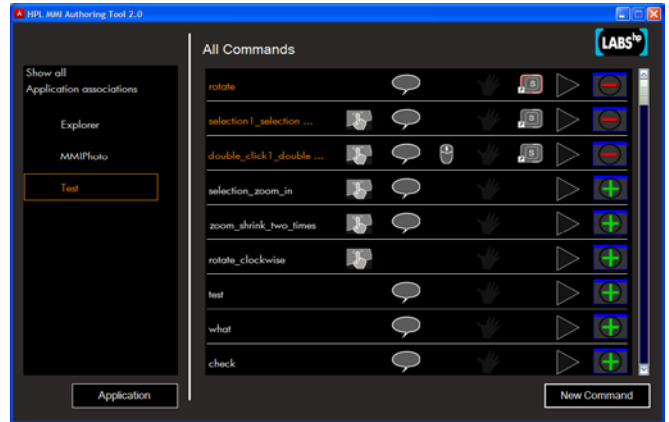 HPL MMI Authoring Tool 2.0
LABS hp
All Commands
Show all
Application associations
Explorer
MMIPhoto
Test
rotate
S
selection1_selection ...
S
double_click1_double ...
S
selection_zoom_in
zoom_shrink_two_times
rotate_clockwise
test
what
check
Application
New Command